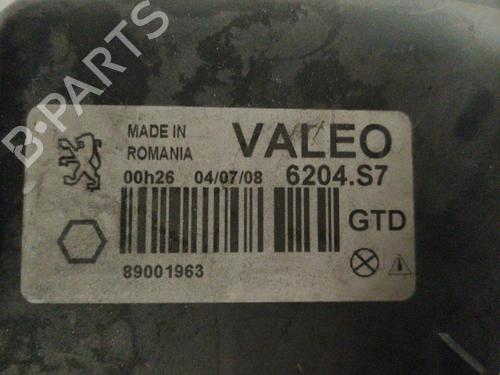 B-PARTS
MADE IN
ROMANIA
VALEO
00h26 04/07/08 6204.S7
GTD
89001963